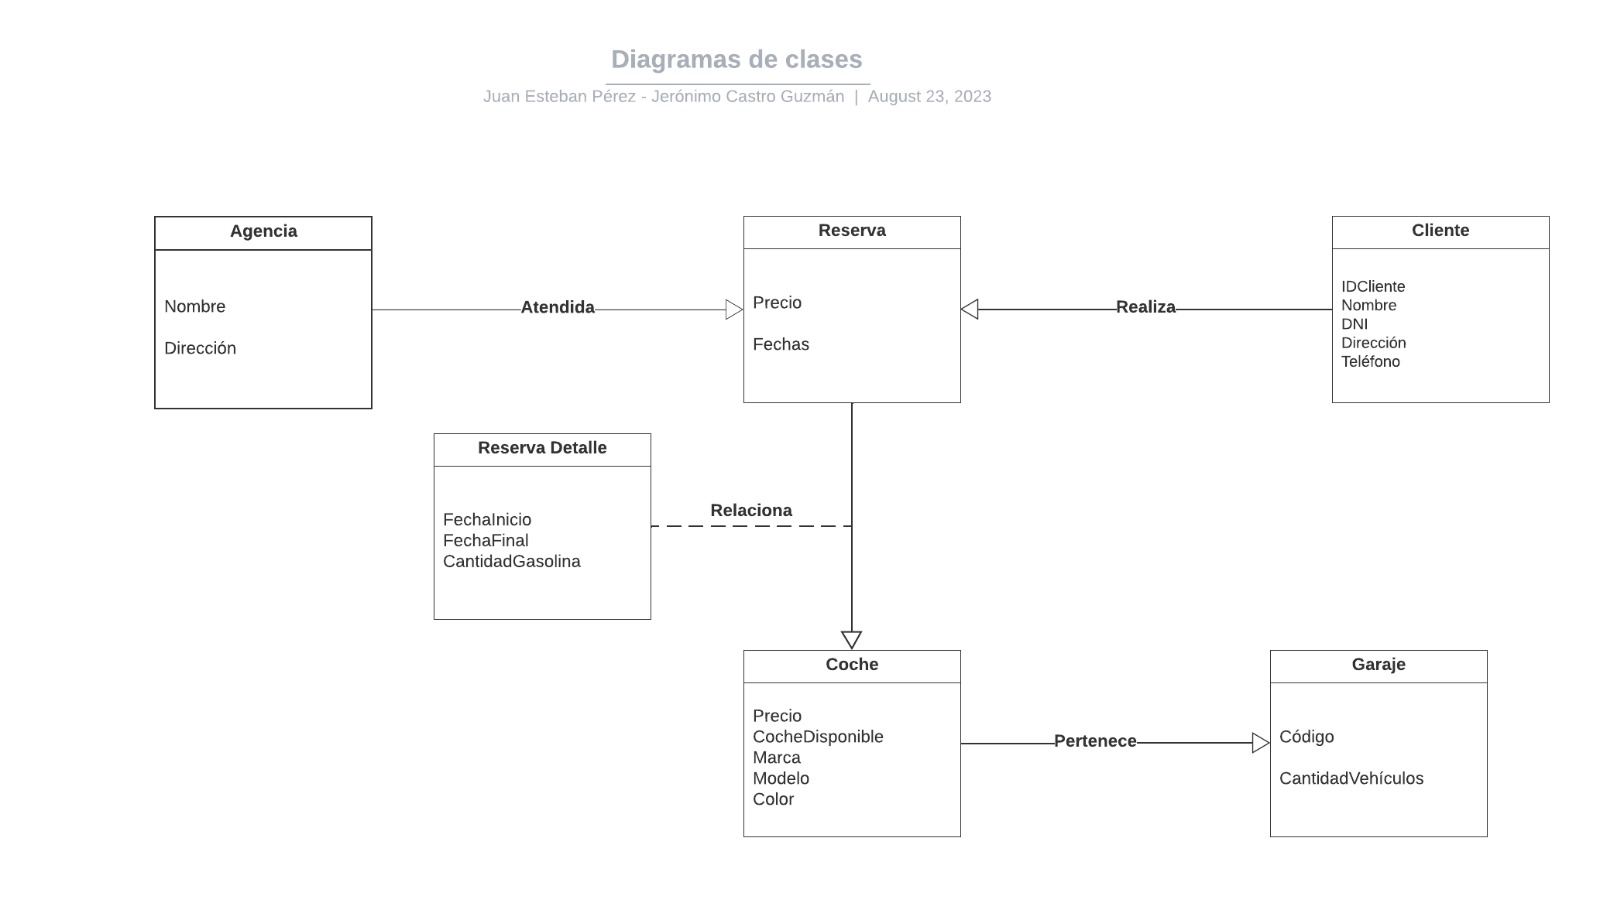 Diagramas de clases
Juan Esteban Pérez - Jerónimo Castro Guzmán | August 23, 2023
Agencia
Nombre
Dirección
Atendida
Reserva
Precio
Fechas
Realiza
Cliente
IDCliente
Nombre
DNI
Dirección
Teléfono
Reserva Detalle
FechaInicio
FechaFinal
CantidadGasolina
Relaciona
Coche
Precio
CocheDisponible
Marca
Modelo
Color
Pertenece
Garaje
Código
CantidadVehículos